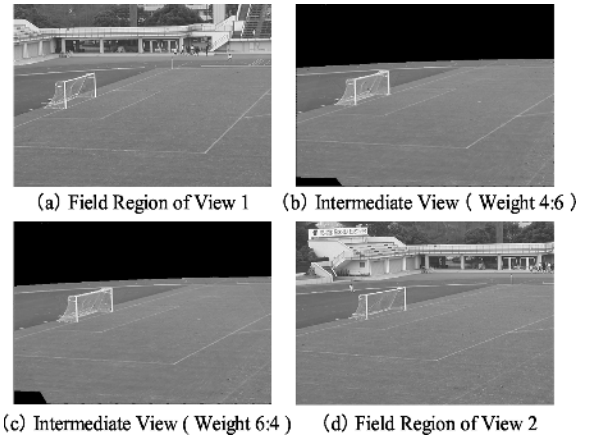 (a) Field Region of View 1
(b) Intermediate View ( Weight 4:6 )
(c) Intermediate View ( Weight 6:4 )
(d) Field Region of View 2